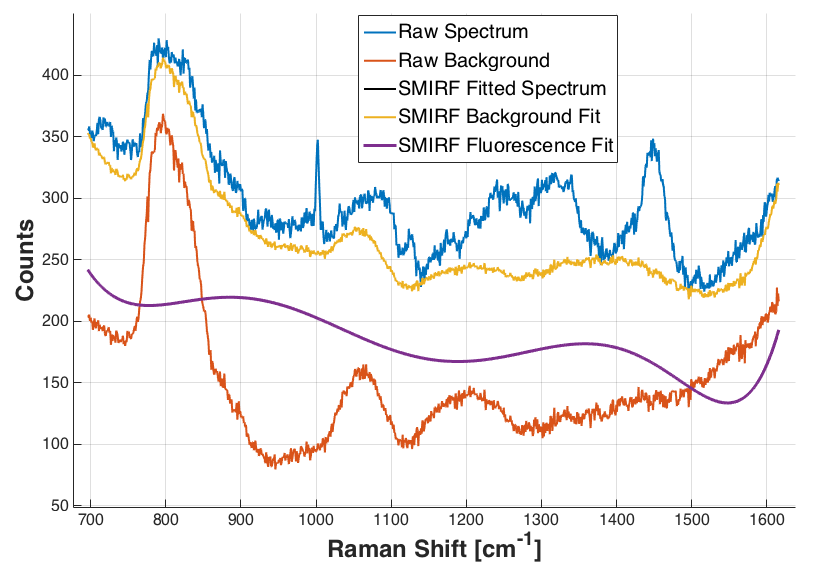 Raw Spectrum
Raw Background
SMIRF Fitted Spectrum
SMIRF Background Fit
SMIRF Fluorescence Fit
400
350
300
250
200
150
100
50
Counts
700 800 900 1000 1100 1200 1300 1400 1500 1600
Raman Shift [cm⁻¹]